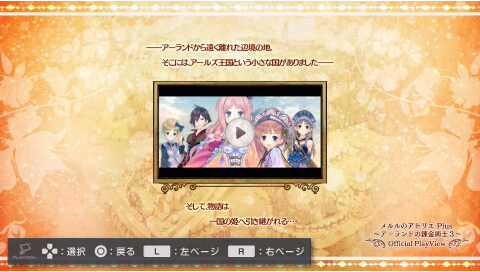 ――アーランドから遠く離れた辺境の地、
そこには、アールズ王国という小さな国がありました――
そして、物語は
一国の姫へ引き継がれる…
メルルのアトリエ Plus
～アーランドの錬金術士3～
Official PlayView
PLAYVIEW
：選択 ：戻る L：左ページ R：右ページ